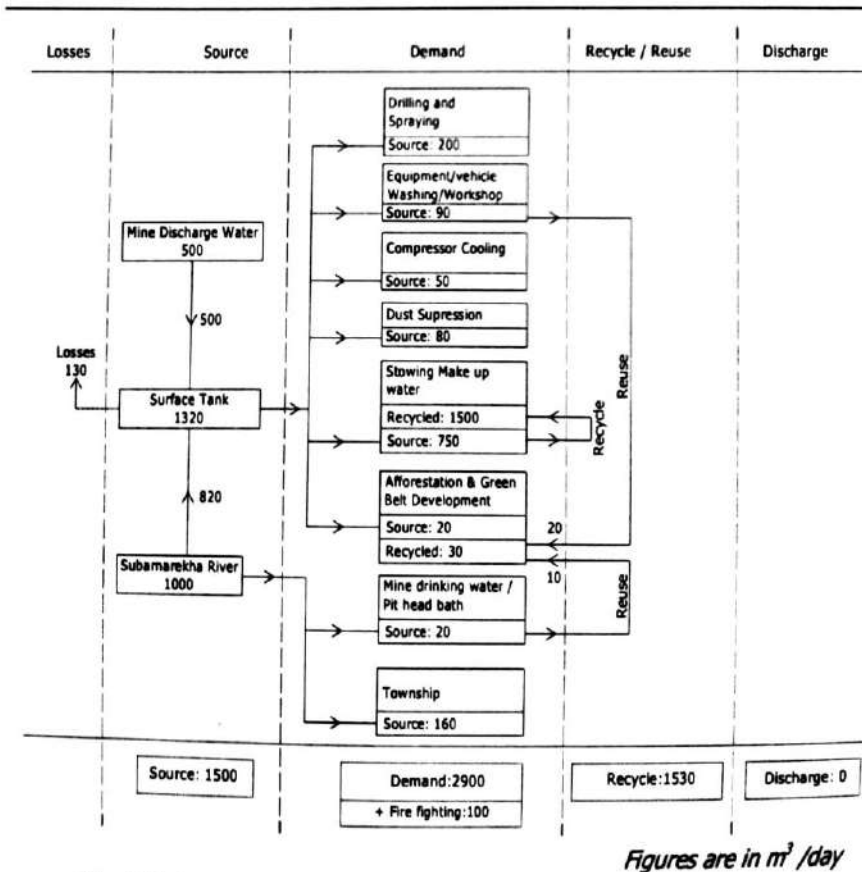 Losses
Source
Demand
Recycle / Reuse
Discharge
Drilling and
Spraying
Source: 200
Equipment/vehicle
Washing/Workshop
Source: 90
Mine Discharge Water
500
Compressor Cooling
Source: 50
500
Dust Supression
Source: 80
Losses
130
Stowing Make up
water
Recycled: 1500
Source: 750
Recycle
Reuse
Surface Tank
1320
Afforestation & Green
Belt Development
Source: 20
Recycled: 30
20
10
820
Subamarekha River
1000
Mine drinking water /
Pit head bath
Source: 20
Reuse
Township
Source: 160
Source: 1500
Demand:2900
+ Fire fighting:100
Recycle:1530
Discharge: 0
Figures are in m³ /day